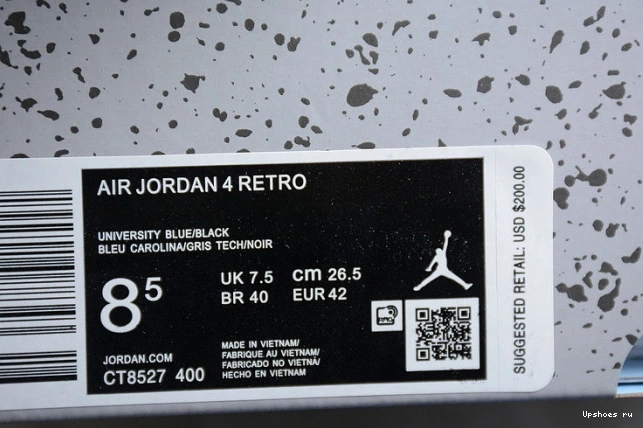 AIR JORDAN 4 RETRO
UNIVERSITY BLUE/BLACK
BLEU CAROLINA/GRIS TECH/NOIR
8 5
UK 7.5 cm 26.5
BR 40 EUR 42
JORDAN.COM
CT8527 400
MADE IN VIETNAM/
FABRIQUE AU VIETNAM/
FABRICADO NO VIETNÃ/
HECHO EN VIETNAM
SUGGESTED RETAIL: USD $200.00
Upshoes ru